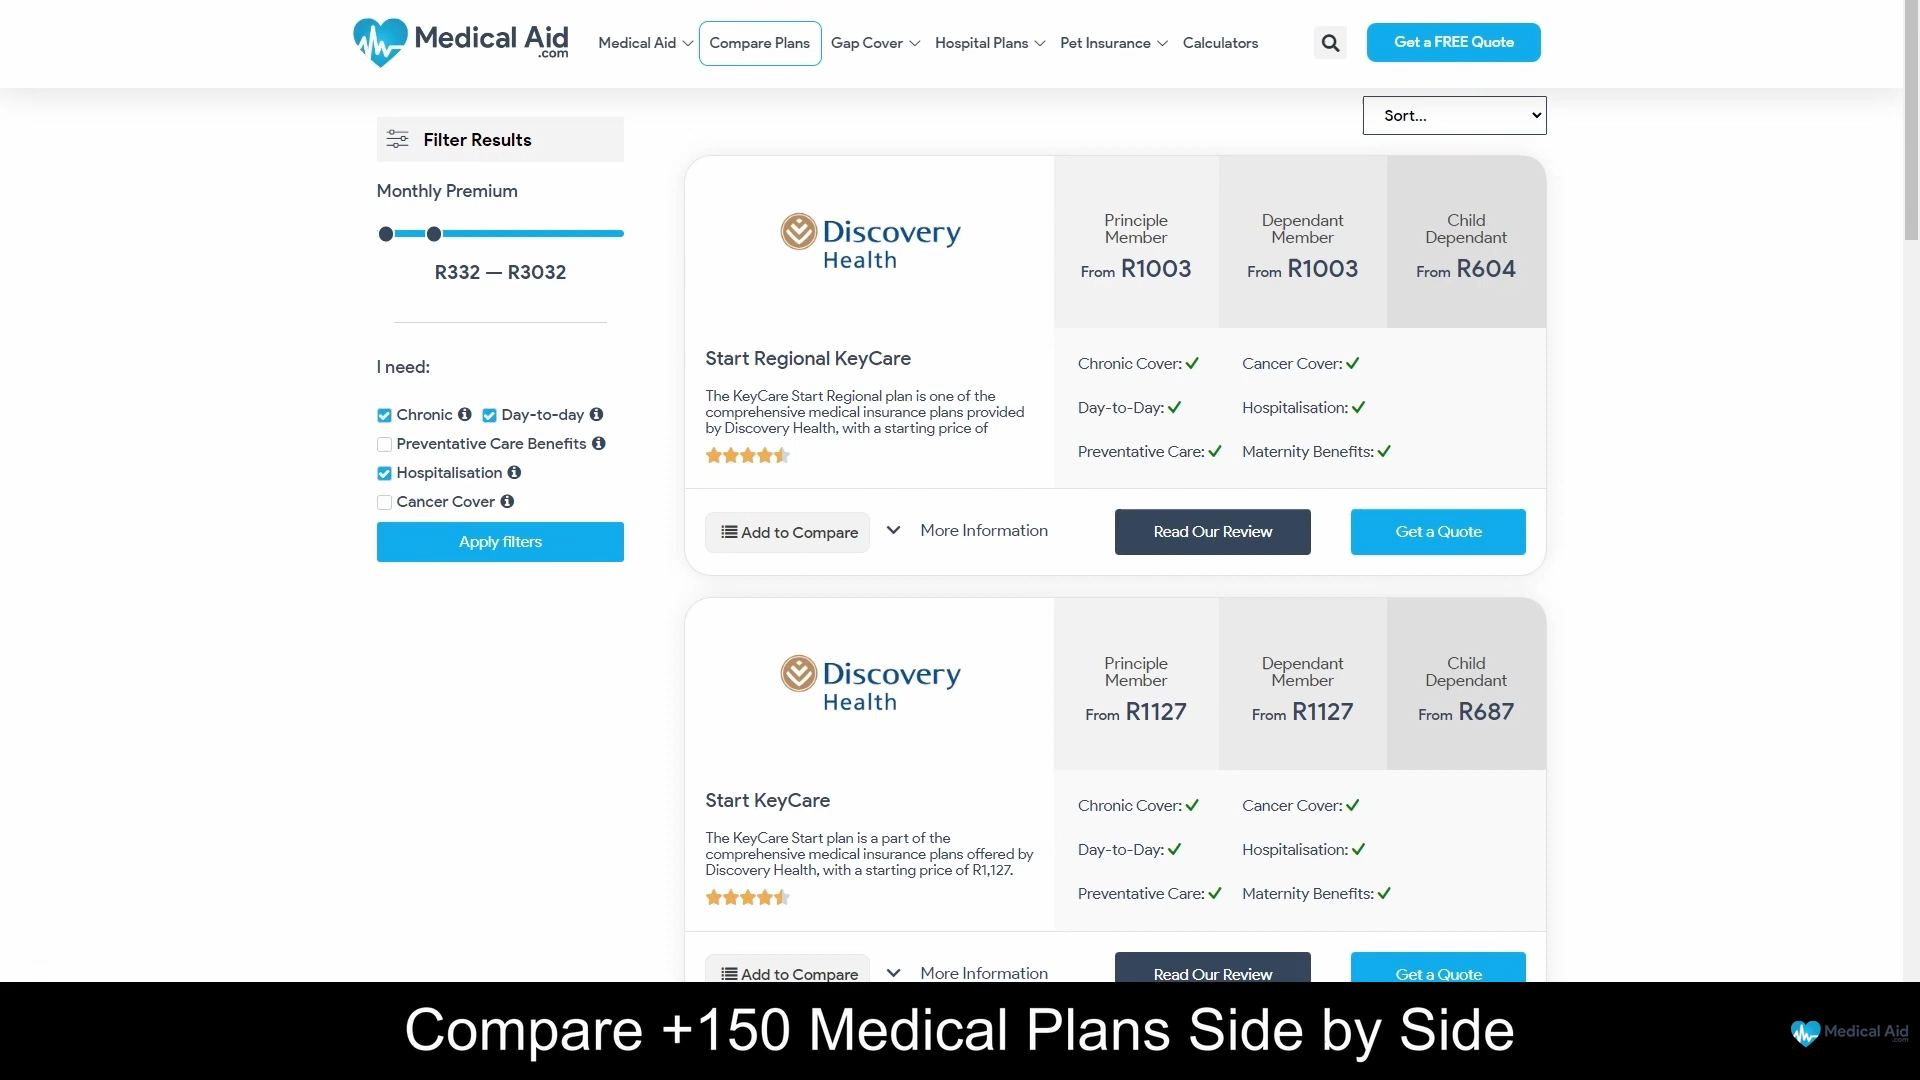 Medical Aid
.com
Medical Aid
Compare Plans
Gap Cover
Hospital Plans
Pet Insurance
Calculators
Get a FREE Quote
Sort...
Filter Results
Monthly Premium
R332 — R3032
I need:
Chronic Day-to-day
Preventative Care Benefits
Hospitalisation
Cancer Cover
Apply filters
Discovery
Health
Principle
Member
From R1003
Dependant
Member
From R1003
Child
Dependant
From R604
Start Regional KeyCare
The KeyCare Start Regional plan is one of the
comprehensive medical insurance plans provided
by Discovery Health, with a starting price of
Chronic Cover:
Cancer Cover:
Day-to-Day:
Hospitalisation:
Preventative Care:
Maternity Benefits:
Add to Compare
More Information
Read Our Review
Get a Quote
Discovery
Health
Principle
Member
From R1127
Dependant
Member
From R1127
Child
Dependant
From R687
Start KeyCare
The KeyCare Start plan is a part of the
comprehensive medical insurance plans offered by
Discovery Health, with a starting price of R1,127.
Chronic Cover:
Cancer Cover:
Day-to-Day:
Hospitalisation:
Preventative Care:
Maternity Benefits:
Add to Compare
More Information
Read Our Review
Get a Quote
Compare +150 Medical Plans Side by Side
Medical Aid
.com